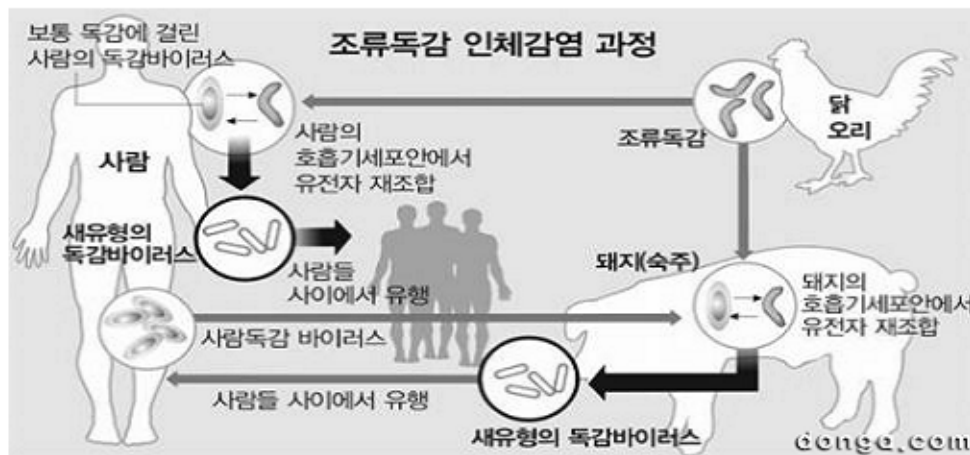 조류독감 인체감염 과정
보통 독감에 걸린
사람의 독감바이러스
사람
사람의
호흡기세포안에서
유전자 재조합
조류독감
닭
오리
새유형의
독감바이러스
사람들
사이에서 유행
돼지(숙주)
돼지의
호흡기세포안에서
유전자 재조합
사람독감 바이러스
사람들 사이에서 유행
새유형의 독감바이러스
donga.com